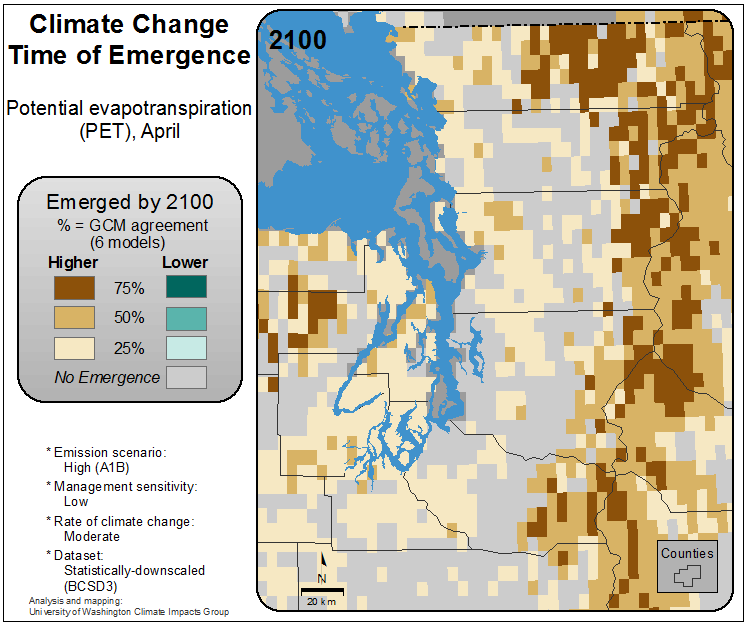 Climate Change
Time of Emergence
Potential evapotranspiration
(PET), April
Emerged by 2100
% = GCM agreement
(6 models)
Higher Lower
75%
50%
25%
No Emergence
* Emission scenario:
High (A1B)
* Management sensitivity:
Low
* Rate of climate change:
Moderate
* Dataset:
Statistically-downscaled
(BCSD3)
Analysis and mapping:
University of Washington Climate Impacts Group
2100
N
20 km
Counties